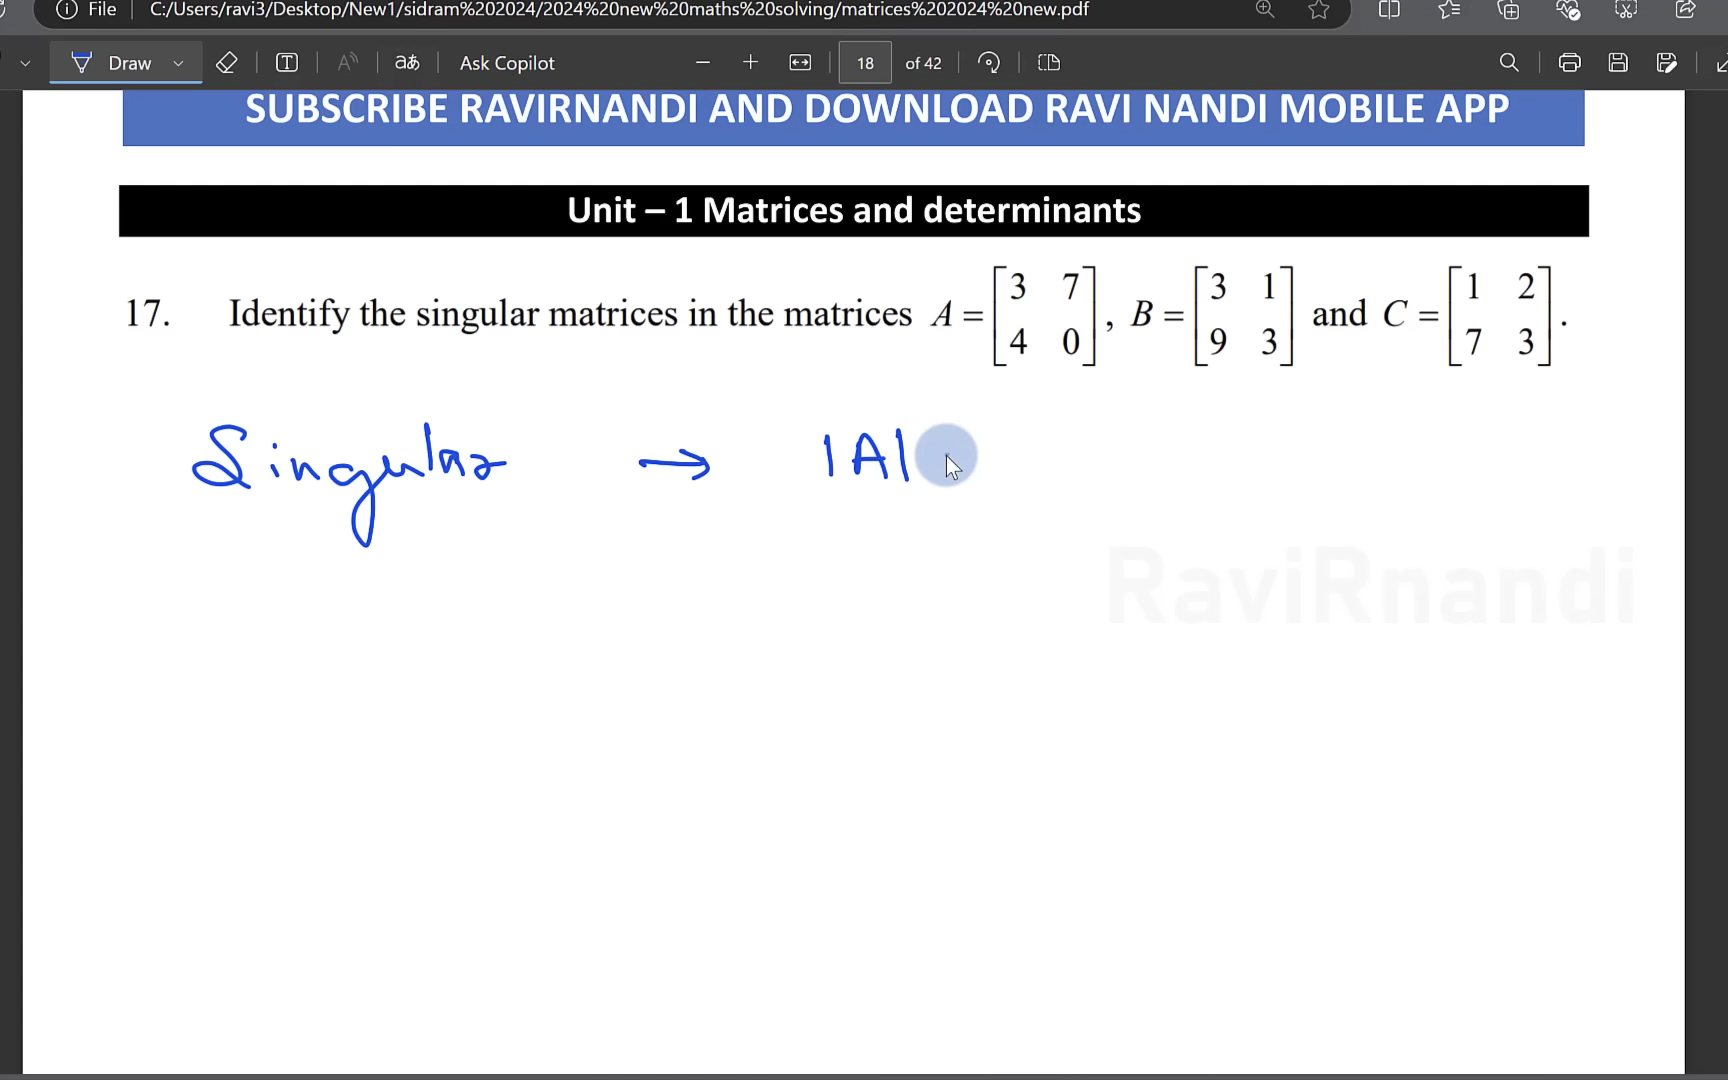 File C:/Users/ravi3/Desktop/New1/sidram%202024/2024%20new%20maths%20solving/matrices%202024%20new.pdf
Draw T A aあ Ask Copilot 18 of 42
SUBSCRIBE RAVIRNANDI AND DOWNLOAD RAVI NANDI MOBILE APP
Unit – 1 Matrices and determinants
17. Identify the singular matrices in the matrices A = [3 7; 4 0], B = [3 1; 9 3] and C = [1 2; 7 3].
Singular → |A|
RaviRnandi